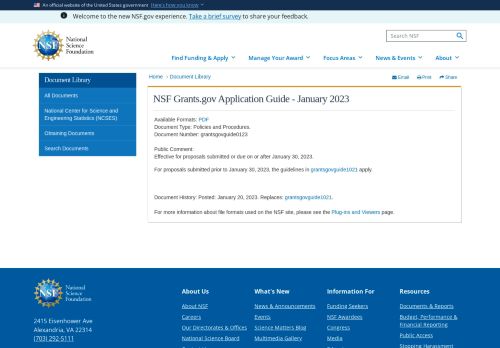 An official website of the United States government Here's how you know
Welcome to the new NSF.gov experience. Take a brief survey to share your feedback.
NSF
National
Science
Foundation
Search NSF
Find Funding & Apply
Manage Your Award
Focus Areas
News & Events
About
Document Library
All Documents
National Center for Science and
Engineering Statistics (NCSES)
Obtaining Documents
Search Documents
Home
Document Library
Email
Print
Share
NSF Grants.gov Application Guide - January 2023
Available Formats: PDF
Document Type: Policies and Procedures.
Document Number: grantsgovguide0123
Public Comment:
Effective for proposals submitted or due on or after January 30, 2023.
For proposals submitted prior to January 30, 2023, the guidelines in grantsgovguide1021 apply.
Document History: Posted: January 20, 2023. Replaces: grantsgovguide1021.
For more information about file formats used on the NSF site, please see the Plug-ins and Viewers page.
NSF
National
Science
Foundation
2415 Eisenhower Ave
Alexandria, VA 22314
(703) 292-5111
About Us
About NSF
Careers
Our Directorates & Offices
National Science Board
What's New
News & Announcements
Events
Science Matters Blog
Multimedia Gallery
Information For
Funding Seekers
NSF Awardees
Congress
Media
Resources
Documents & Reports
Budget, Performance &
Financial Reporting
Public Access
Stopping Harassment